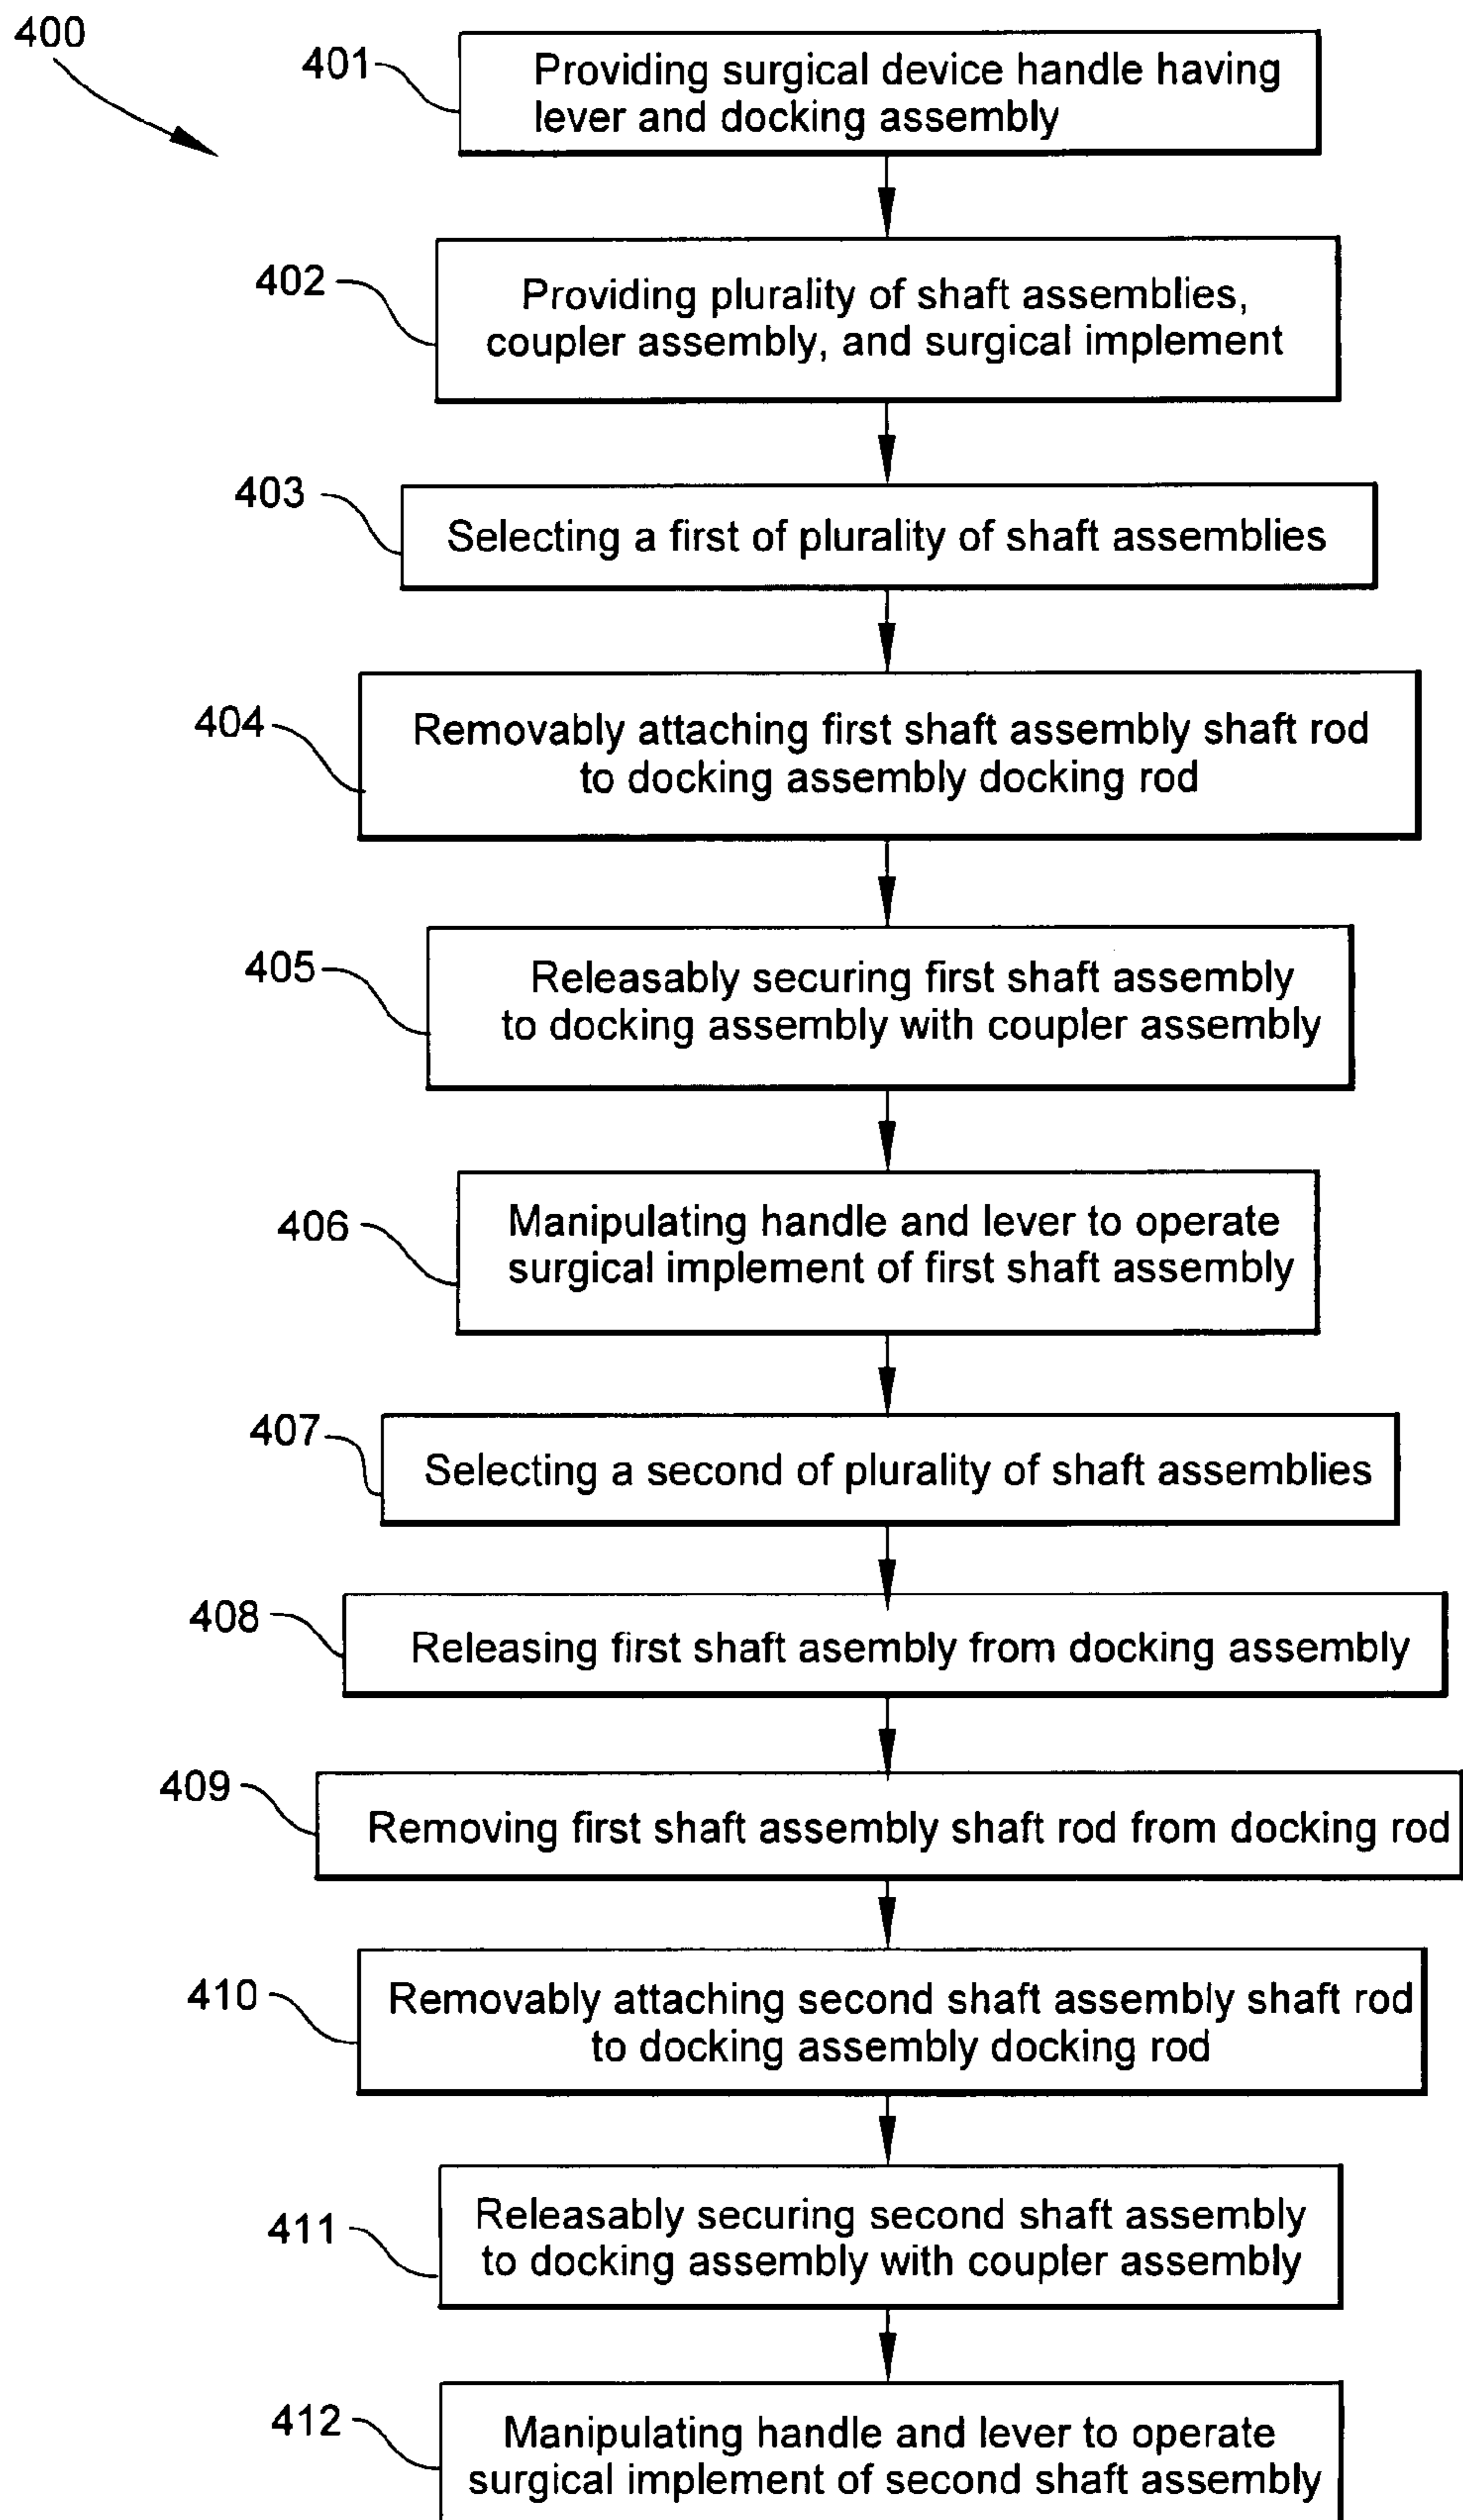 400
401
Providing surgical device handle having
lever and docking assembly
402
Providing plurality of shaft assemblies,
coupler assembly, and surgical implement
403
Selecting a first of plurality of shaft assemblies
404
Removably attaching first shaft assembly shaft rod
to docking assembly docking rod
405
Releasably securing first shaft assembly
to docking assembly with coupler assembly
406
Manipulating handle and lever to operate
surgical implement of first shaft assembly
407
Selecting a second of plurality of shaft assemblies
408
Releasing first shaft asembly from docking assembly
409
Removing first shaft assembly shaft rod from docking rod
410
Removably attaching second shaft assembly shaft rod
to docking assembly docking rod
411
Releasably securing second shaft assembly
to docking assembly with coupler assembly
412
Manipulating handle and lever to operate
surgical implement of second shaft assembly